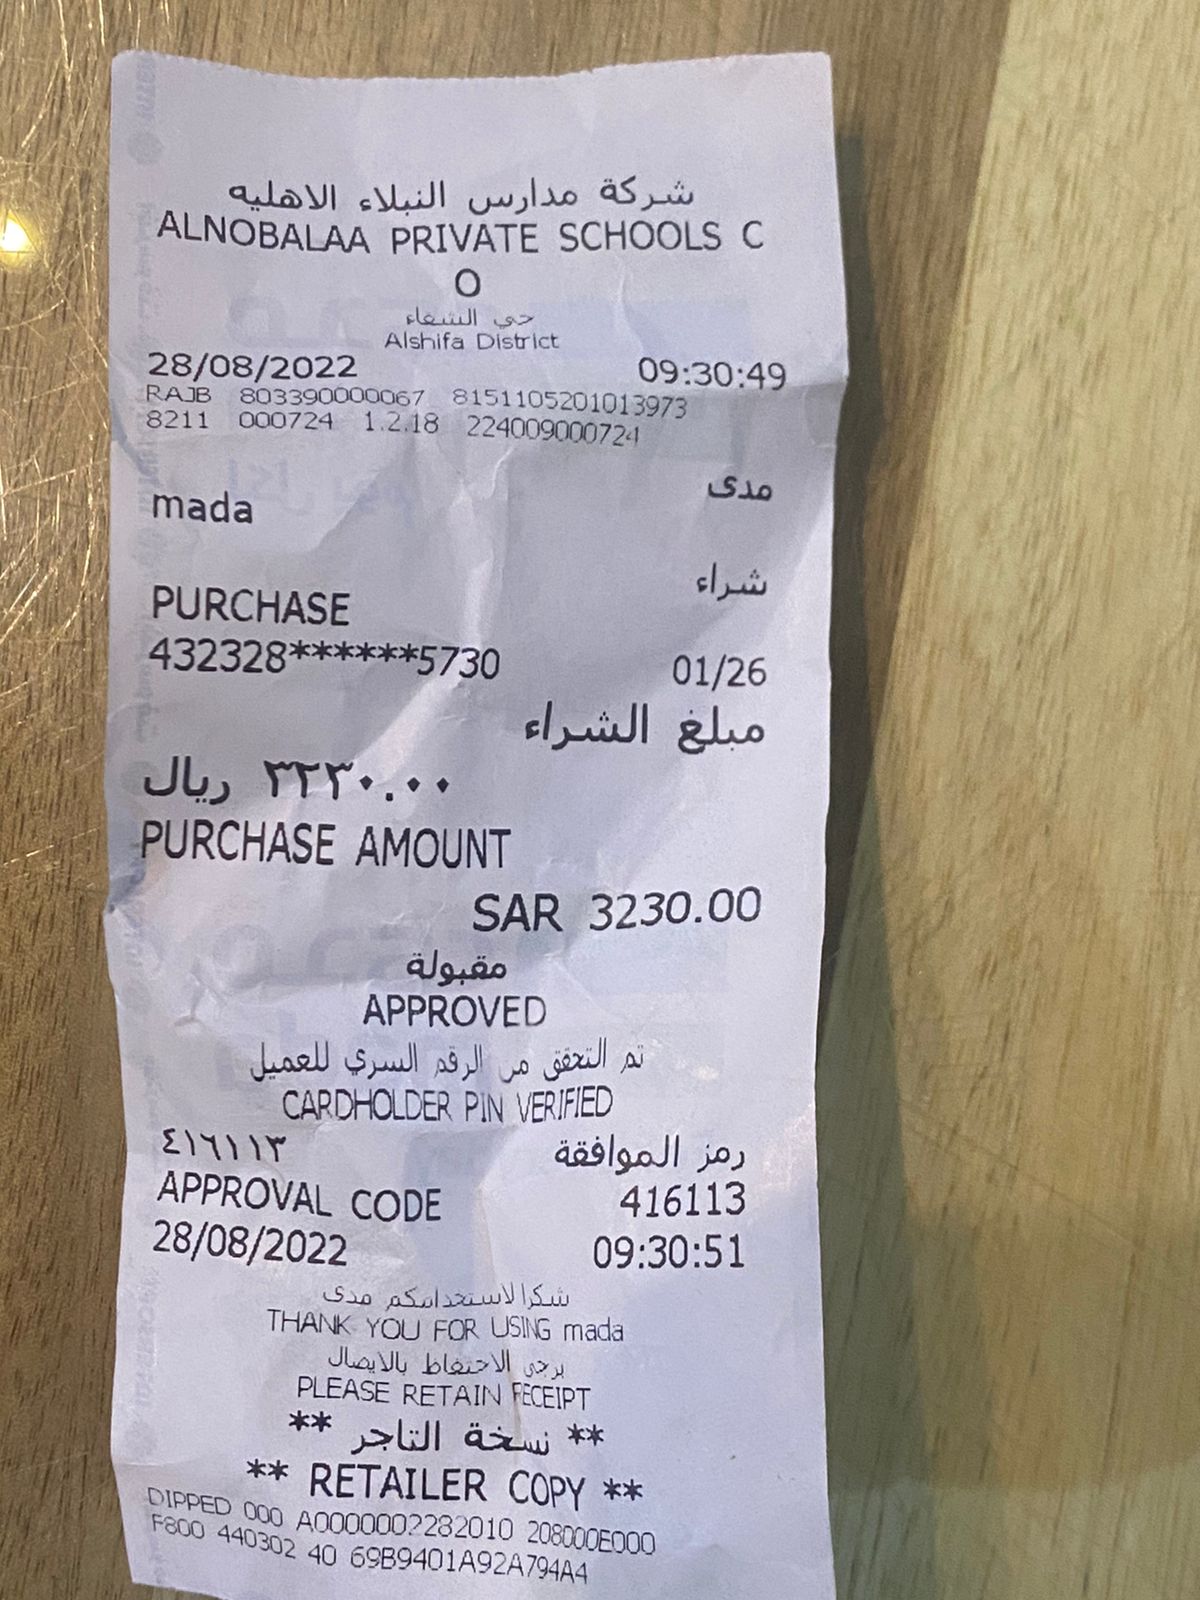 شركة مدارس النبلاء الاهليه
ALNOBALAA PRIVATE SCHOOLS C
O
حي الشفاء
Alshifa District
28/08/2022 09:30:49
RAJB 803390000067 8151105201013973
8211 000724 1.2.18 224009000724
مدى
mada
شراء
PURCHASE
432328******5730 01/26
مبلغ الشراء
٣٢٣٠.٠٠ ريال
PURCHASE AMOUNT
SAR 3230.00
مقبولة
APPROVED
تم التحقق من الرقم السري للعميل
CARDHOLDER PIN VERIFIED
رمز الموافقة ٤١٦١١٣
APPROVAL CODE 416113
28/08/2022 09:30:51
شكرا لاستخدامكم مدى
THANK YOU FOR USING mada
يرجى الاحتفاظ بالايصال
PLEASE RETAIN RECEIPT
** نسخة التاجر **
** RETAILER COPY **
DIPPED 000 A0000002282010 208000E000
F800 440302 40 69B9401A92A794A4